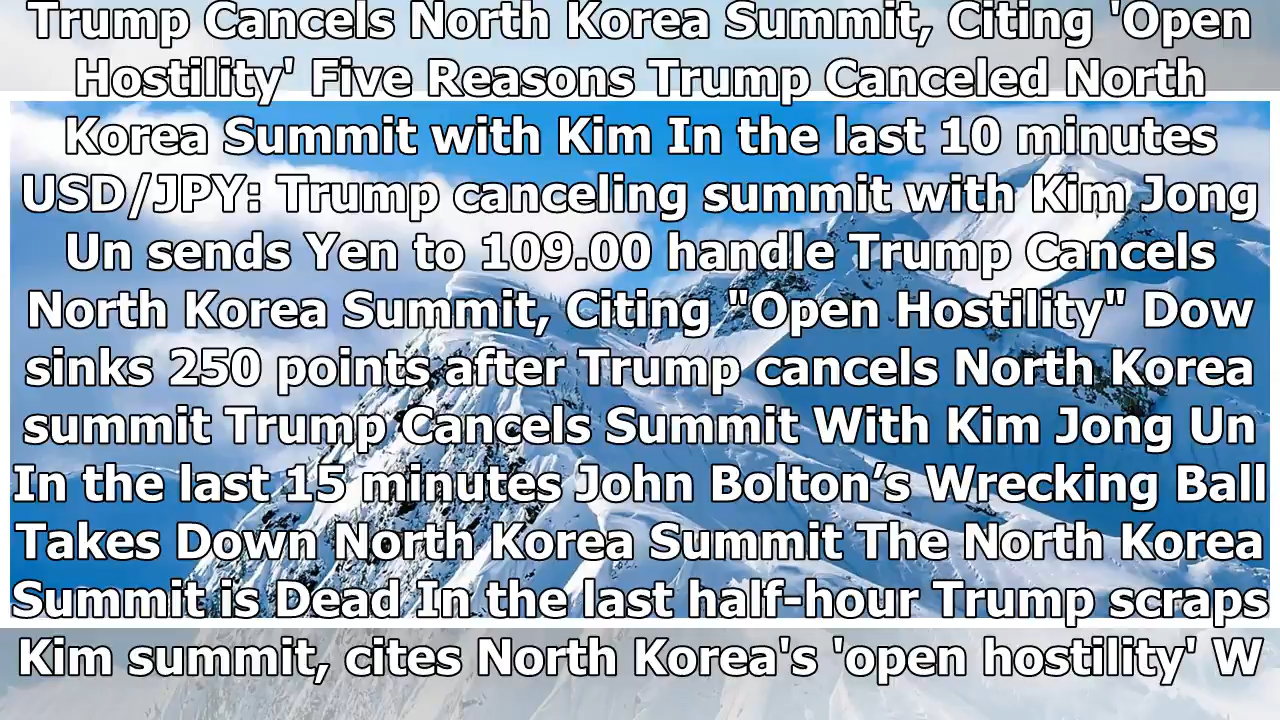 Trump Cancels North Korea Summit, Citing 'Open
Hostility' Five Reasons Trump Canceled North
Korea Summit with Kim In the last 10 minutes
USD/JPY: Trump canceling summit with Kim Jong
Un sends Yen to 109.00 handle Trump Cancels
North Korea Summit, Citing "Open Hostility" Dow
sinks 250 points after Trump cancels North Korea
summit Trump Cancels Summit With Kim Jong Un
In the last 15 minutes John Bolton’s Wrecking Ball
Takes Down North Korea Summit The North Korea
Summit is Dead In the last half-hour Trump scraps
Kim summit, cites North Korea's 'open hostility' W